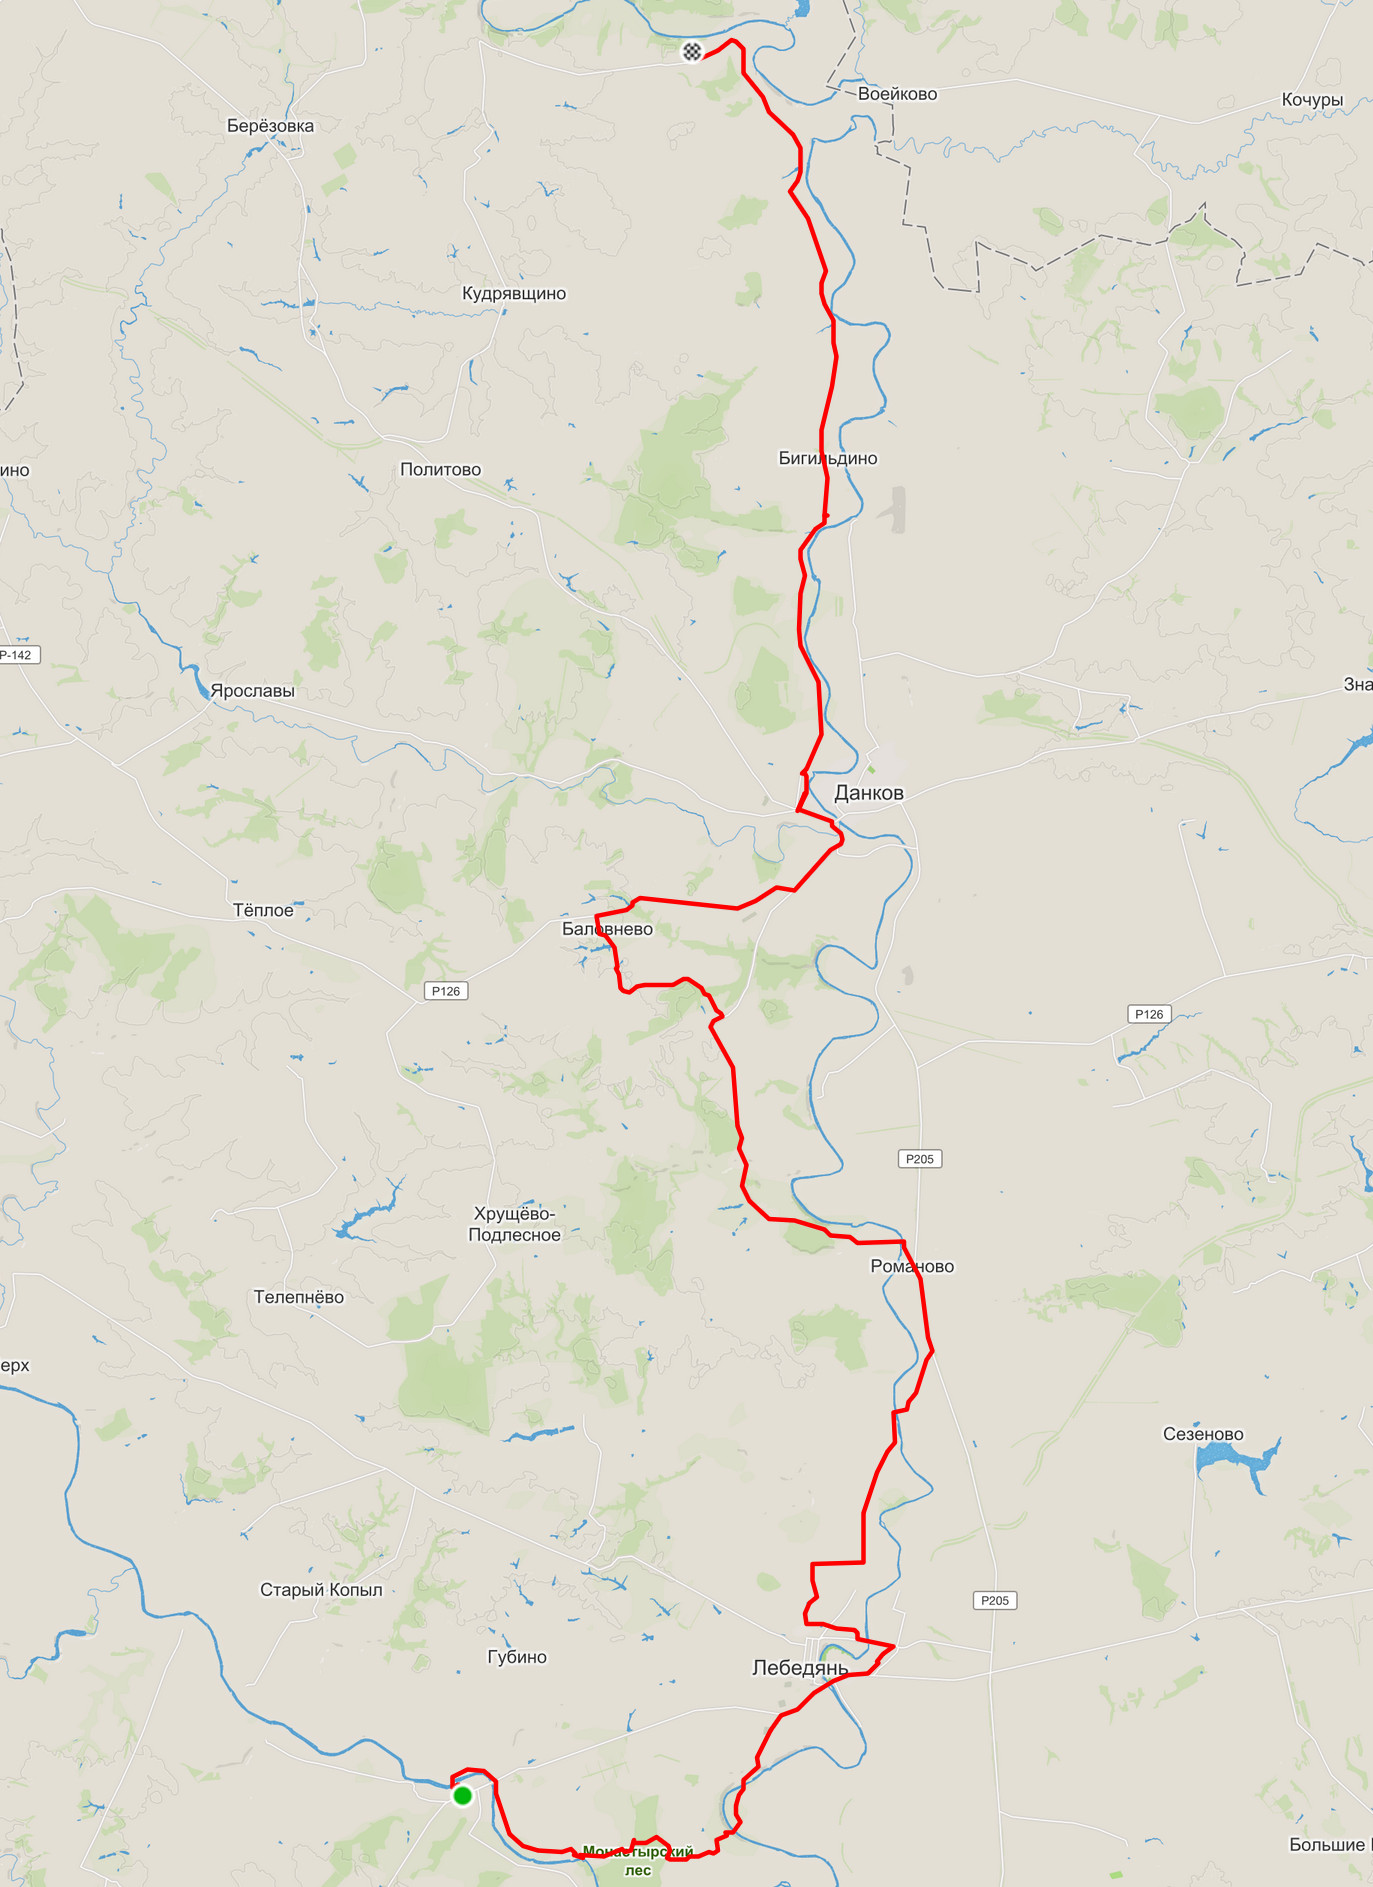 Воейково
Кочуры
Берёзовка
Кудрявщино
Бигильдино
ино
Политово
Р-142
Зна
Ярославы
Данков
Тёплое
Баловнево
Р126
Р126
Р205
Хрущёво-
Подлесное
Романово
Телепнёво
ерх
Сезеново
Старый Копыл
Р205
Губино
Лебедянь
Большие
Монастырский
лес